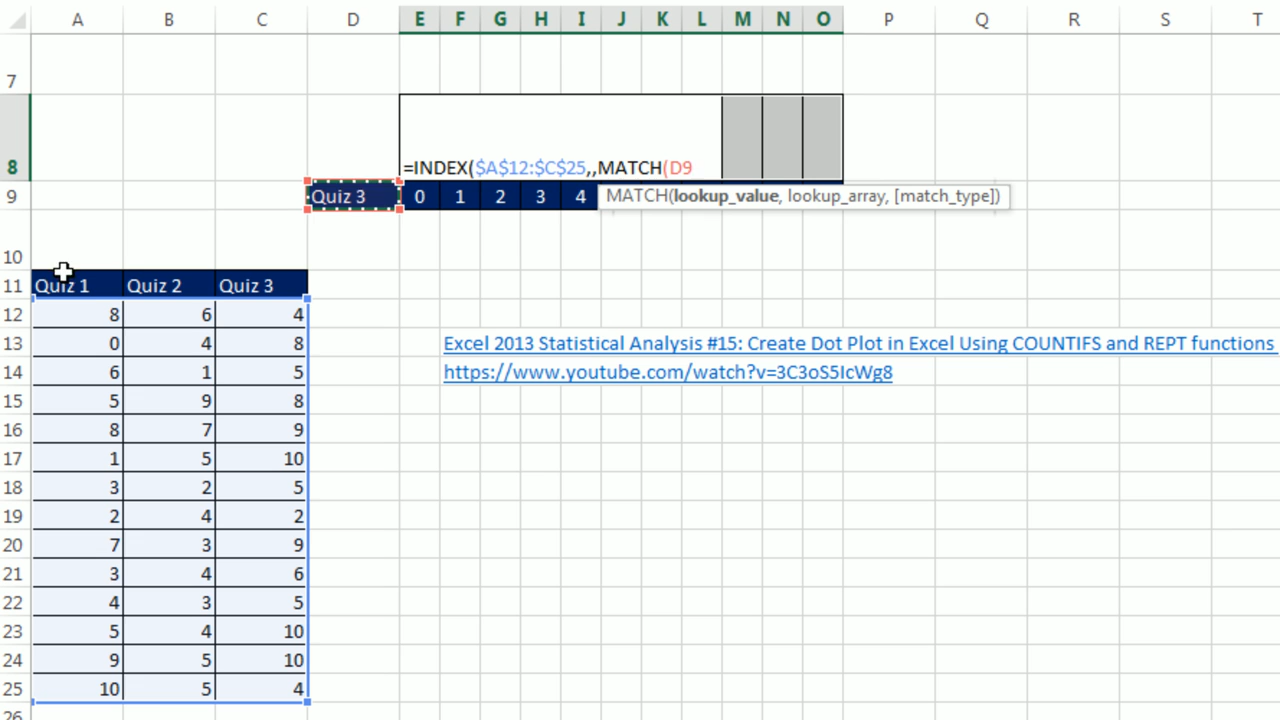 A B C D E F G H I J K L M N O P Q R S T
7
8 =INDEX($A$12:$C$25,,MATCH(D9
9 Quiz 3 0 1 2 3 4 MATCH(lookup_value, lookup_array, [match_type])
10
11 Quiz 1 Quiz 2 Quiz 3
12 8 6 4
13 0 4 8 Excel 2013 Statistical Analysis #15: Create Dot Plot in Excel Using COUNTIFS and REPT functions
14 6 1 5 https://www.youtube.com/watch?v=3C3oS5IcWg8
15 5 9 8
16 8 7 9
17 1 5 10
18 3 2 5
19 2 4 2
20 7 3 9
21 3 4 6
22 4 3 5
23 5 4 10
24 9 5 10
25 10 5 4
26